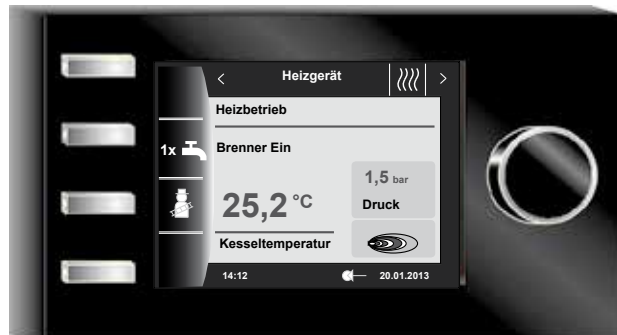 Heizgerät
Heizbetrieb
1x
Brenner Ein
1,5 bar
Druck
25,2 °C
Kesseltemperatur
14:12
20.01.2013